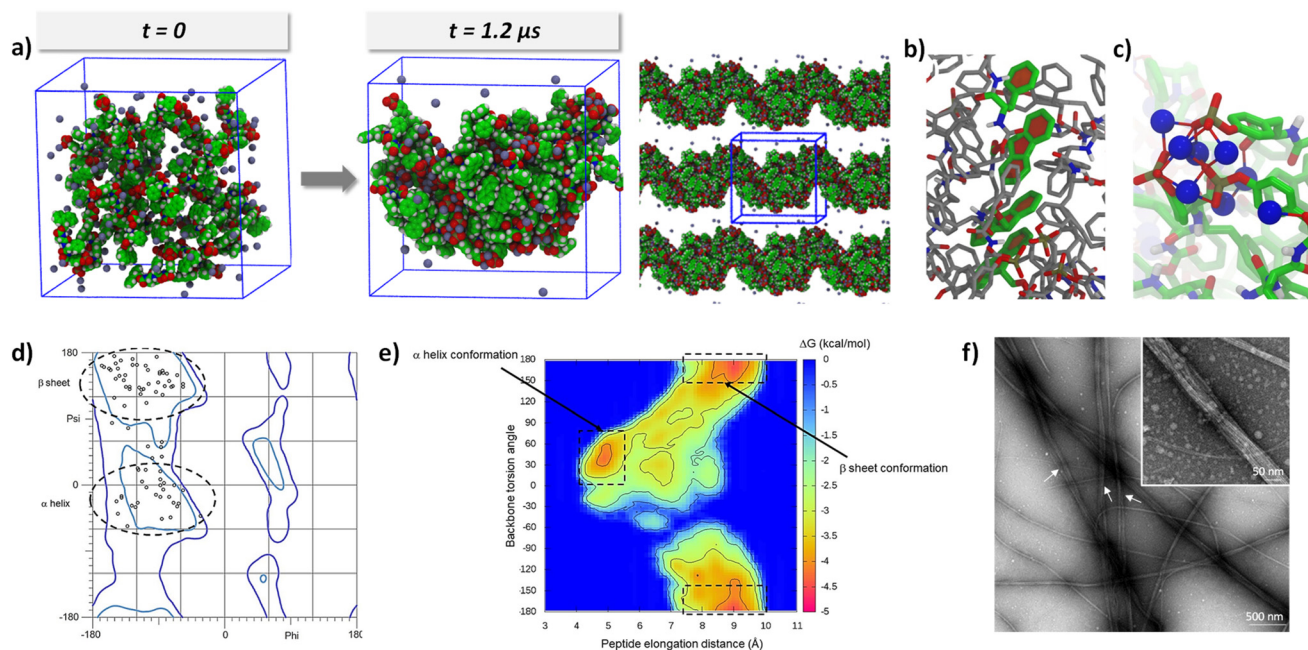 t = 0
t = 1.2 µs
a)
b)
c)
d)
180
β sheet
Psi
0
α helix
-180
-180
0
Phi
180
e)
α helix conformation
ΔG (kcal/mol)
180
150
120
90
60
30
0
-30
-60
-90
-120
-150
-180
Backbone torsion angle
3 4 5 6 7 8 9 10 11
Peptide elongation distance (Å)
β sheet conformation
0
-0.5
-1
-1.5
-2
-2.5
-3
-3.5
-4
-4.5
-5
f)
50 nm
500 nm